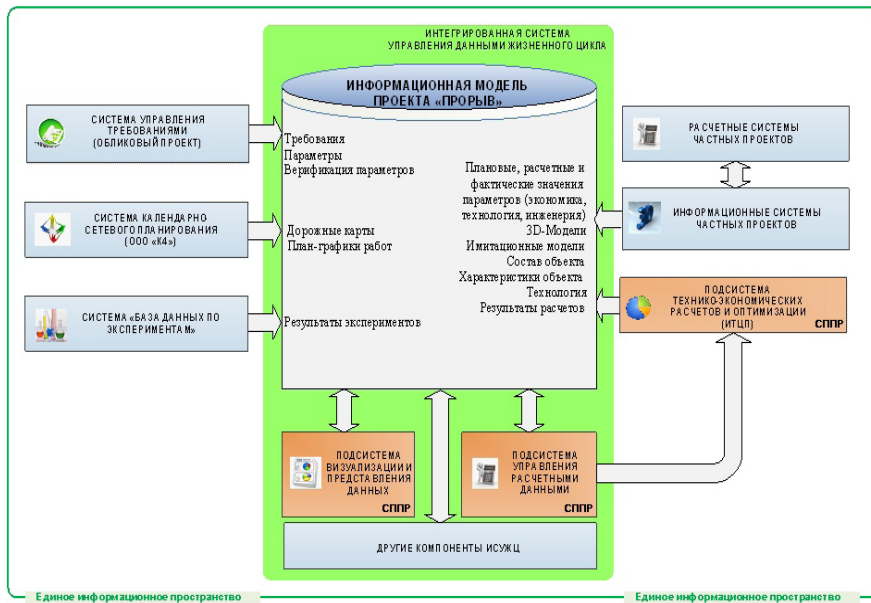 ИНТЕГРИРОВАННАЯ СИСТЕМА
УПРАВЛЕНИЯ ДАННЫМИ ЖИЗНЕННОГО ЦИКЛА
ИНФОРМАЦИОННАЯ МОДЕЛЬ
ПРОЕКТА «ПРОРЫВ»
СИСТЕМА УПРАВЛЕНИЯ
ТРЕБОВАНИЯМИ
(ОБЛИКОВЫЙ ПРОЕКТ)
СИСТЕМА КАЛЕНДАРНО
СЕТЕВОГО ПЛАНИРОВАНИЯ
(ООО «К4»)
СИСТЕМА «БАЗА ДАННЫХ ПО
ЭКСПЕРИМЕНТАМ»
Требования
Параметры
Верификация параметров
Дорожные карты
План-графики работ
Результаты экспериментов
Плановые, расчетные и
фактические значения
параметров (экономика,
технология, инженерия)
3D-Модели
Имитационные модели
Состав объекта
Характеристики объекта
Технология
Результаты расчетов
РАСЧЕТНЫЕ СИСТЕМЫ
ЧАСТНЫХ ПРОЕКТОВ
ИНФОРМАЦИОННЫЕ СИСТЕМЫ
ЧАСТНЫХ ПРОЕКТОВ
ПОДСИСТЕМА
ТЕХНИКО-ЭКОНОМИЧЕСКИХ
РАСЧЕТОВ И ОПТИМИЗАЦИИ
(ИТЦП)
СППР
ПОДСИСТЕМА
ВИЗУАЛИЗАЦИИ И
ПРЕДСТАВЛЕНИЯ
ДАННЫХ
СППР
ПОДСИСТЕМА
УПРАВЛЕНИЯ
РАСЧЕТНЫМИ
ДАННЫМИ
СППР
ДРУГИЕ КОМПОНЕНТЫ ИСУЖЦ
Единое информационное пространство
Единое информационное пространство